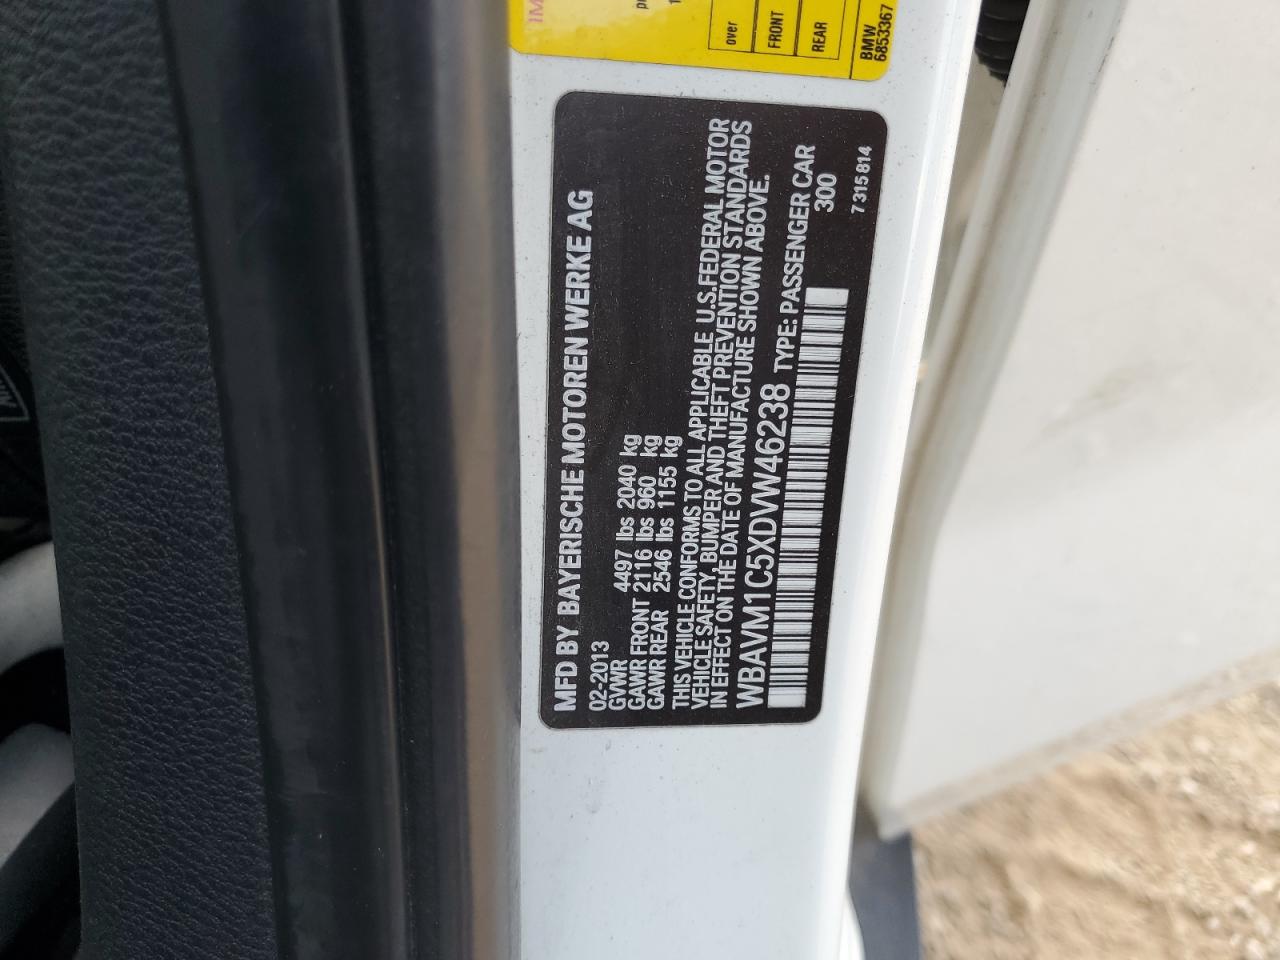 over
FRONT
REAR
BMW
6853367
MFD BY BAYERISCHE MOTOREN WERKE AG
02-2013
GVWR 4497 lbs 2040 kg
GAWR FRONT 2116 lbs 960 kg
GAWR REAR 2546 lbs 1155 kg
THIS VEHICLE CONFORMS TO ALL APPLICABLE U.S.FEDERAL MOTOR
VEHICLE SAFETY, BUMPER AND THEFT PREVENTION STANDARDS
IN EFFECT ON THE DATE OF MANUFACTURE SHOWN ABOVE.
WBAVM1C5XDVW46238 TYPE: PASSENGER CAR
300
7 315 814